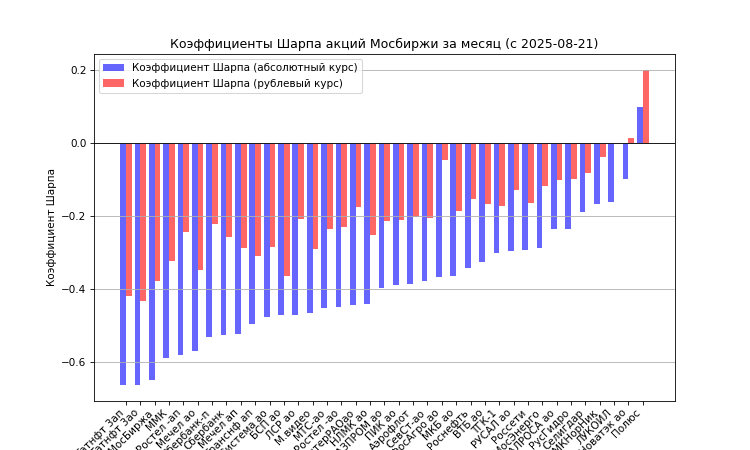 Коэффициенты Шарпа акций Мосбиржи за месяц (с 2025-08-21)
Коэффициент Шарпа (абсолютный курс)
Коэффициент Шарпа (рублевый курс)
Коэффициент Шарпа
0.2
0.0
−0.2
−0.4
−0.6
МосБиржа
ММК
Ростел -ап
Мечел ао
Сбербанк
Мечел ап
БСП ао
ЛСР ао
М.видео
МТС-ао
Ростел -ао
НЛМК ао
ПИК ао
Аэрофлот
СевСт-ао
МКБ ао
Роснефть
ВТБ ао
ТГК-1
РУСАЛ ао
Россети
РусГидро
Селигдар
ЛУКОЙЛ
Полюс